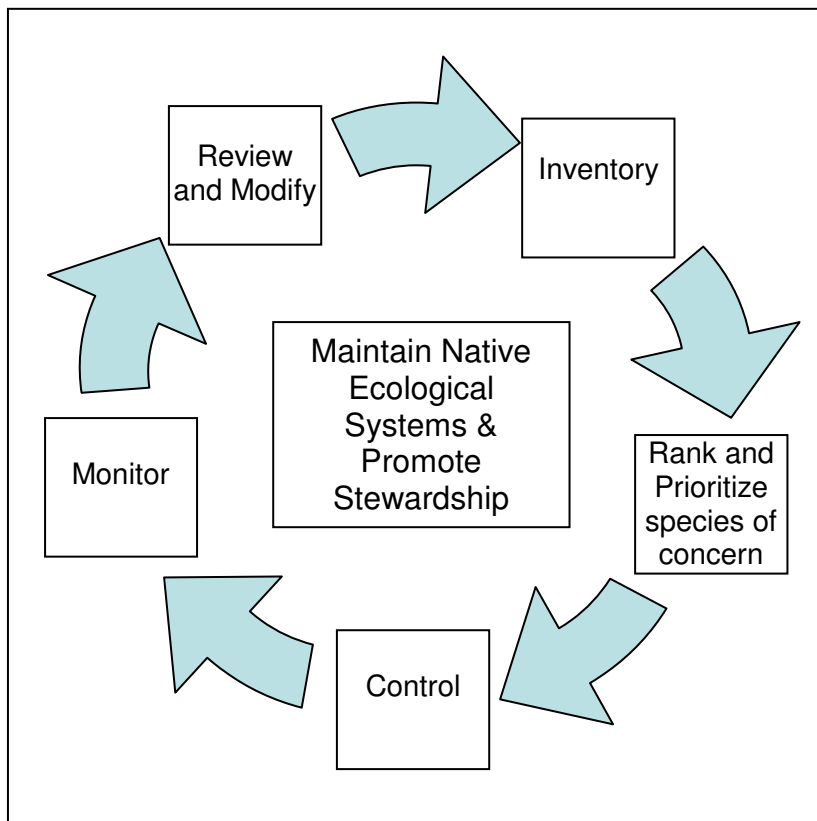 Review
and Modify
Inventory
Maintain Native
Ecological
Systems &
Promote
Stewardship
Rank and
Prioritize
species of
concern
Monitor
Control